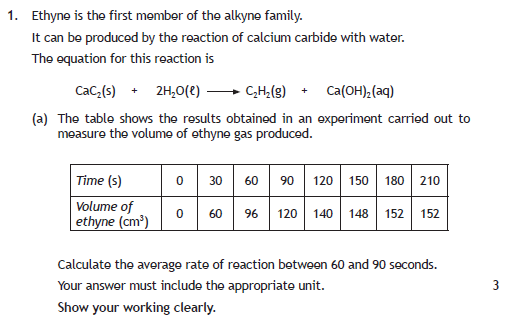 1. Ethyne is the first member of the alkyne family.
It can be produced by the reaction of calcium carbide with water.
The equation for this reaction is
CaC₂(s) + 2H₂O(ℓ) ⟶ C₂H₂(g) + Ca(OH)₂(aq)
(a) The table shows the results obtained in an experiment carried out to
measure the volume of ethyne gas produced.
Time (s) 0 30 60 90 120 150 180 210
Volume of
ethyne (cm³) 0 60 96 120 140 148 152 152
Calculate the average rate of reaction between 60 and 90 seconds.
Your answer must include the appropriate unit. 3
Show your working clearly.